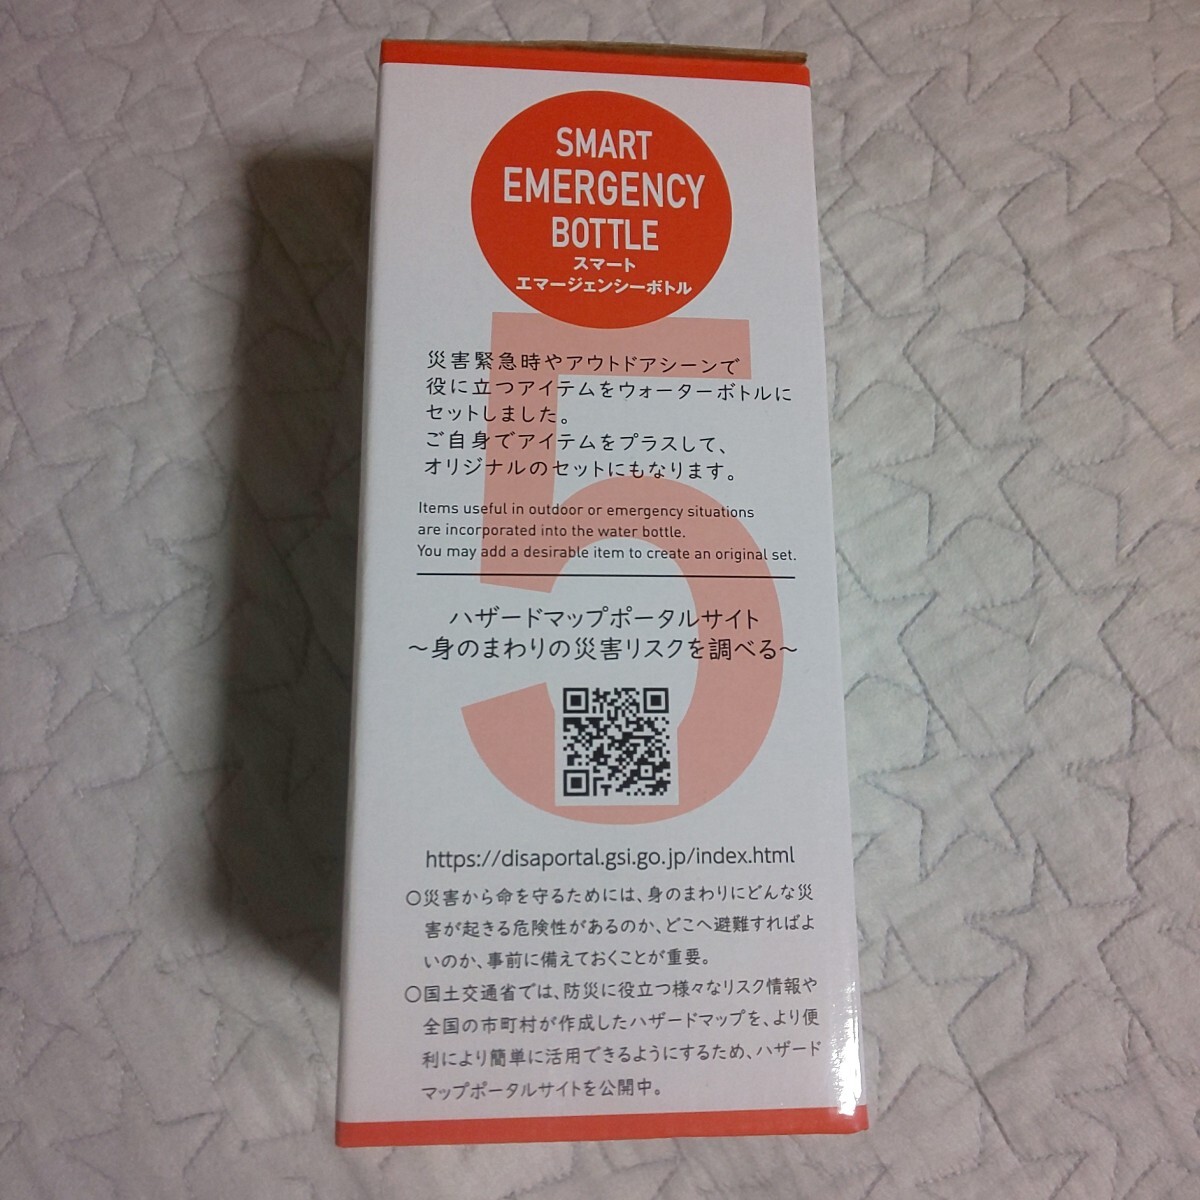 SMART
EMERGENCY
BOTTLE
スマート
エマージェンシーボトル
5
災害緊急時やアウトドアシーンで
役に立つアイテムをウォーターボトルに
セットしました。
ご自身でアイテムをプラスして、
オリジナルのセットにもなります。
Items useful in outdoor or emergency situations
are incorporated into the water bottle.
You may add a desirable item to create an original set.
ハザードマップポータルサイト
～身のまわりの災害リスクを調べる～
https://disaportal.gsi.go.jp/index.html
○災害から命を守るためには、身のまわりにどんな災
害が起きる危険性があるのか、どこへ避難すればよ
いのか、事前に備えておくことが重要。
○国土交通省では、防災に役立つ様々なリスク情報や
全国の市町村が作成したハザードマップを、より便
利により簡単に活用できるようにするため、ハザード
マップポータルサイトを公開中。